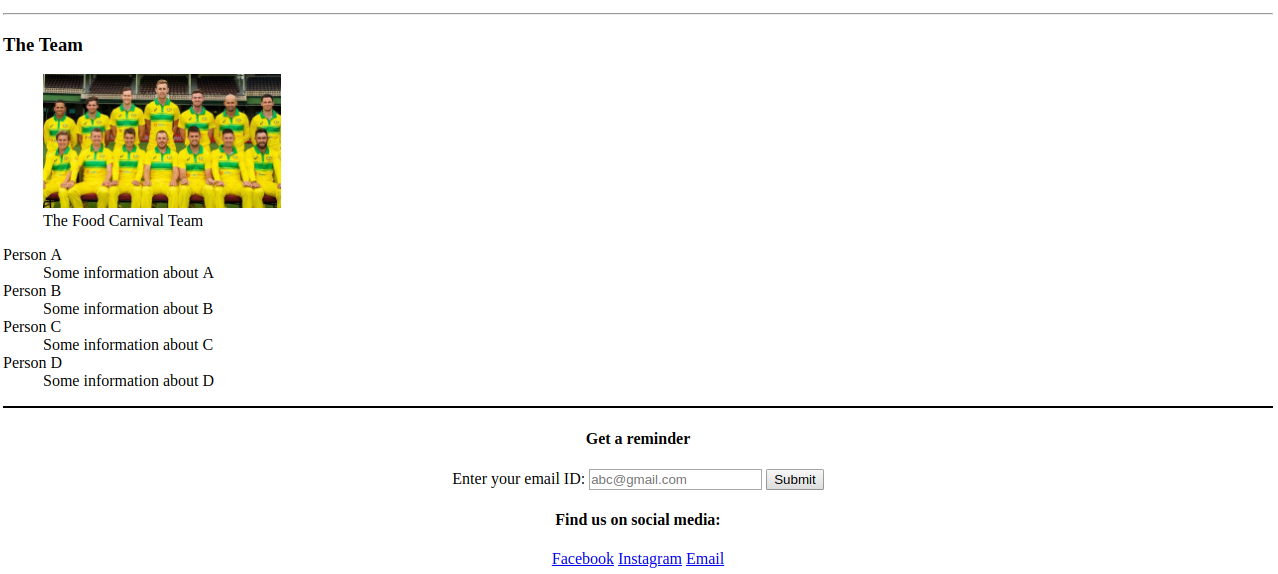 The Team
The Food Carnival Team
Person A
Some information about A
Person B
Some information about B
Person C
Some information about C
Person D
Some information about D
Get a reminder
Enter your email ID: abc@gmail.com Submit
Find us on social media:
Facebook Instagram Email